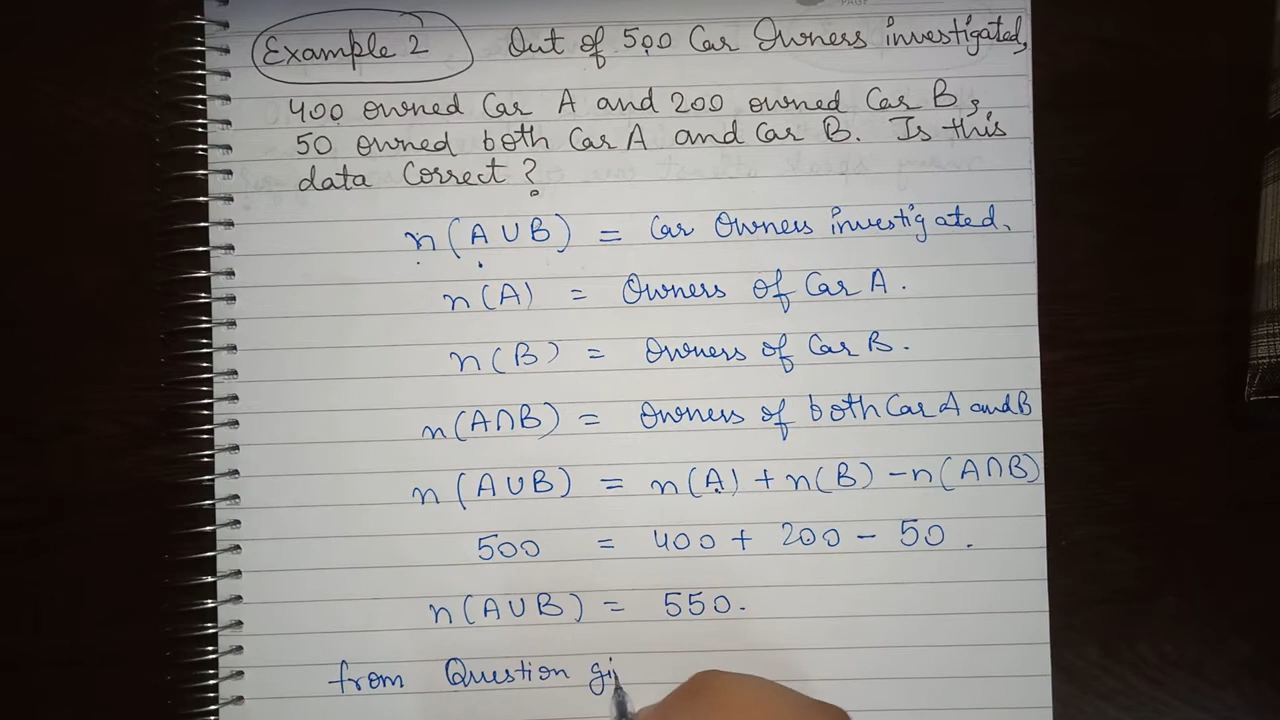 Example 2 Out of 500 Car Owners investigated,
400 owned Car A and 200 owned Car B,
50 owned both Car A and Car B. Is this
data Correct?
n(A∪B) = Car Owners investigated.
n(A) = Owners of Car A.
n(B) = Owners of Car B.
n(A∩B) = Owners of both Car A and B
n(A∪B) = n(A) + n(B) - n(A∩B)
500 = 400 + 200 - 50.
n(A∪B) = 550.
from Question gi